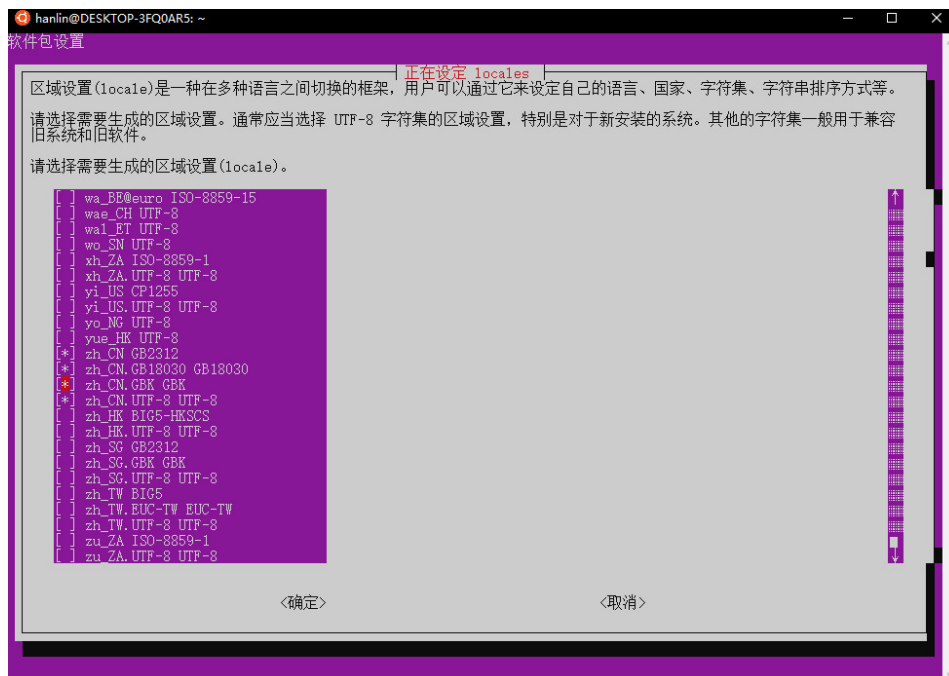 hanlin@DESKTOP-3FQ0AR5: ~
软件包设置
正在设定 locales
区域设置(locale)是一种在多种语言之间切换的框架，用户可以通过它来设定自己的语言、国家、字符集、字符串排序方式等。
请选择需要生成的区域设置。通常应当选择 UTF-8 字符集的区域设置，特别是对于新安装的系统。其他的字符集一般用于兼容
旧系统和旧软件。
请选择需要生成的区域设置(locale)。
[ ] wa_BE@euro ISO-8859-15
[ ] wae_CH UTF-8
[ ] wal_ET UTF-8
[ ] wo_SN UTF-8
[ ] xh_ZA ISO-8859-1
[ ] xh_ZA.UTF-8 UTF-8
[ ] yi_US CP1255
[ ] yi_US.UTF-8 UTF-8
[ ] yo_NG UTF-8
[ ] yue_HK UTF-8
[*] zh_CN GB2312
[*] zh_CN.GB18030 GB18030
[*] zh_CN.GBK GBK
[*] zh_CN.UTF-8 UTF-8
[ ] zh_HK BIG5-HKSCS
[ ] zh_HK.UTF-8 UTF-8
[ ] zh_SG GB2312
[ ] zh_SG.GBK GBK
[ ] zh_SG.UTF-8 UTF-8
[ ] zh_TW BIG5
[ ] zh_TW.EUC-TW EUC-TW
[ ] zh_TW.UTF-8 UTF-8
[ ] zu_ZA ISO-8859-1
[ ] zu_ZA.UTF-8 UTF-8
<确定> <取消>